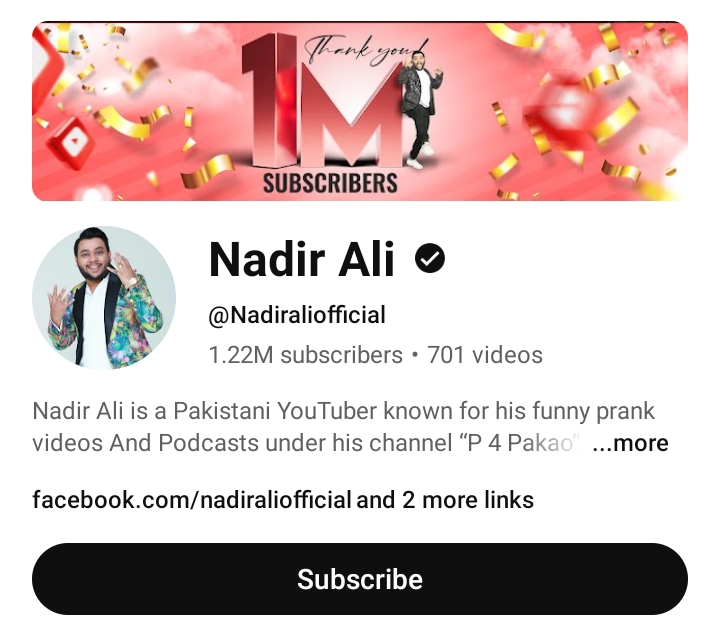 Thank you!
1M
SUBSCRIBERS
Nadir Ali
@Nadiraliofficial
1.22M subscribers • 701 videos
Nadir Ali is a Pakistani YouTuber known for his funny prank
videos And Podcasts under his channel “P 4 Pakao” ...more
facebook.com/nadiraliofficial and 2 more links
Subscribe